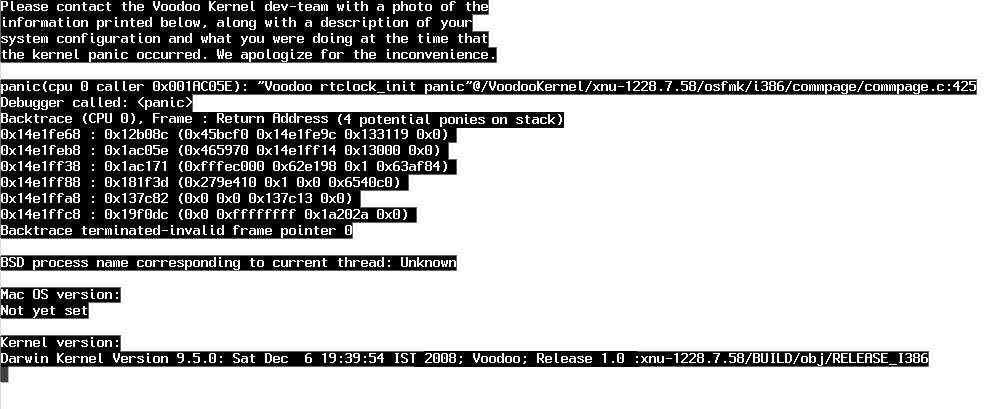 Please contact the Voodoo Kernel dev-team with a photo of the
information printed below, along with a description of your
system configuration and what you were doing at the time that
the kernel panic occurred. We apologize for the inconvenience.
panic(cpu 0 caller 0x001AC05E): "Voodoo rtclock_init panic"@/VoodooKernel/xnu-1228.7.58/osfmk/i386/commpage/commpage.c:425
Debugger called: <panic>
Backtrace (CPU 0), Frame : Return Address (4 potential ponies on stack)
0x14e1fe68 : 0x12b08c (0x45bcf0 0x14e1fe9c 0x133119 0x0)
0x14e1feb8 : 0x1ac05e (0x465970 0x14e1ff14 0x13000 0x0)
0x14e1ff38 : 0x1ac171 (0xfffec000 0x62e198 0x1 0x63af84)
0x14e1ff88 : 0x181f3d (0x279e410 0x1 0x0 0x6540c0)
0x14e1ffa8 : 0x137c82 (0x0 0x0 0x137c13 0x0)
0x14e1ffc8 : 0x19f0dc (0x0 0xffffffff 0x1a202a 0x0)
Backtrace terminated-invalid frame pointer 0
BSD process name corresponding to current thread: Unknown
Mac OS version:
Not yet set
Kernel version:
Darwin Kernel Version 9.5.0: Sat Dec  6 19:39:54 IST 2008; Voodoo; Release 1.0 :xnu-1228.7.58/BUILD/obj/RELEASE_I386